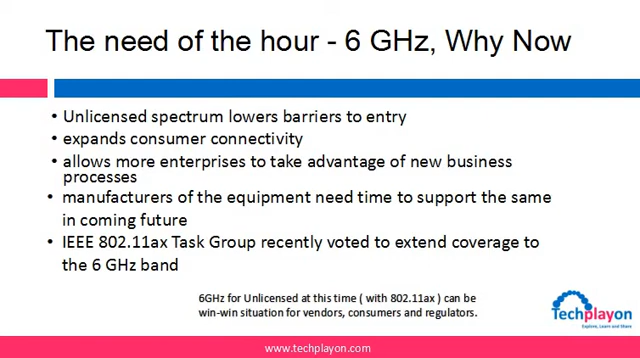 The need of the hour - 6 GHz, Why Now
• Unlicensed spectrum lowers barriers to entry
• expands consumer connectivity
• allows more enterprises to take advantage of new business
processes
• manufacturers of the equipment need time to support the same
in coming future
• IEEE 802.11ax Task Group recently voted to extend coverage to
the 6 GHz band
6GHz for Unlicensed at this time ( with 802.11ax ) can be
win-win situation for vendors, consumers and regulators.
Techplayon
Explore, Learn and Share
www.techplayon.com